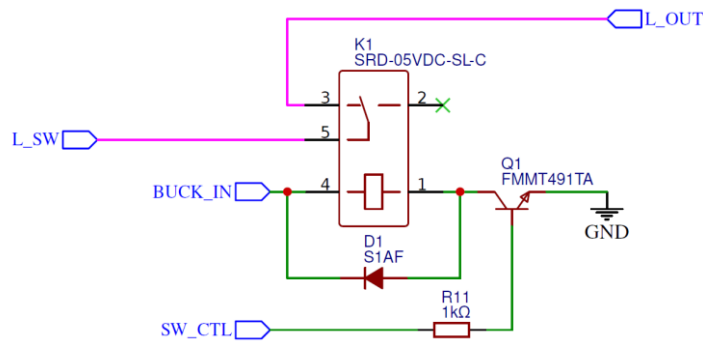 L_OUT
K1
SRD-05VDC-SL-C
3
2
L_SW
5
Q1
FMMT491TA
BUCK_IN
4
1
GND
D1
S1AF
R11
1kΩ
SW_CTL